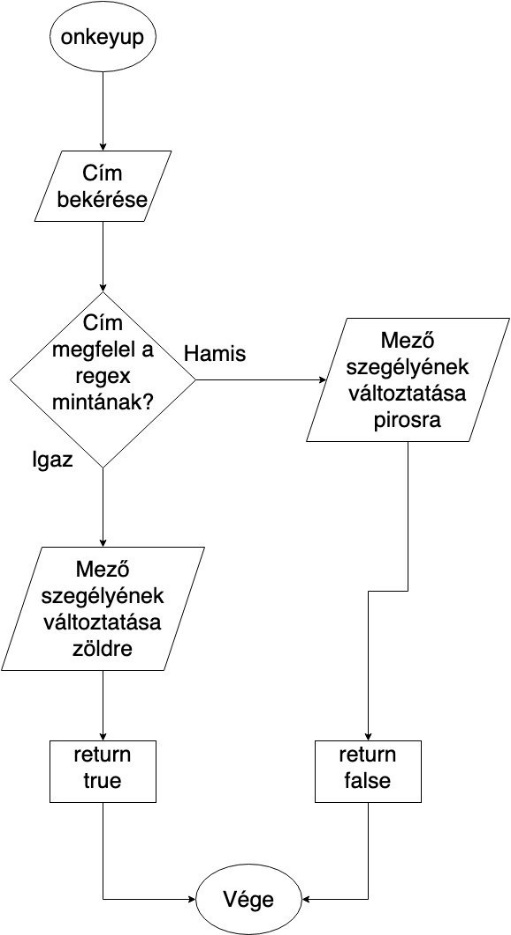 onkeyup
Cím
bekérése
Cím
megfelel a
regex
mintának?
Hamis
Mező
szegélyének
változtatása
pirosra
Igaz
Mező
szegélyének
változtatása
zöldre
return
true
return
false
Vége